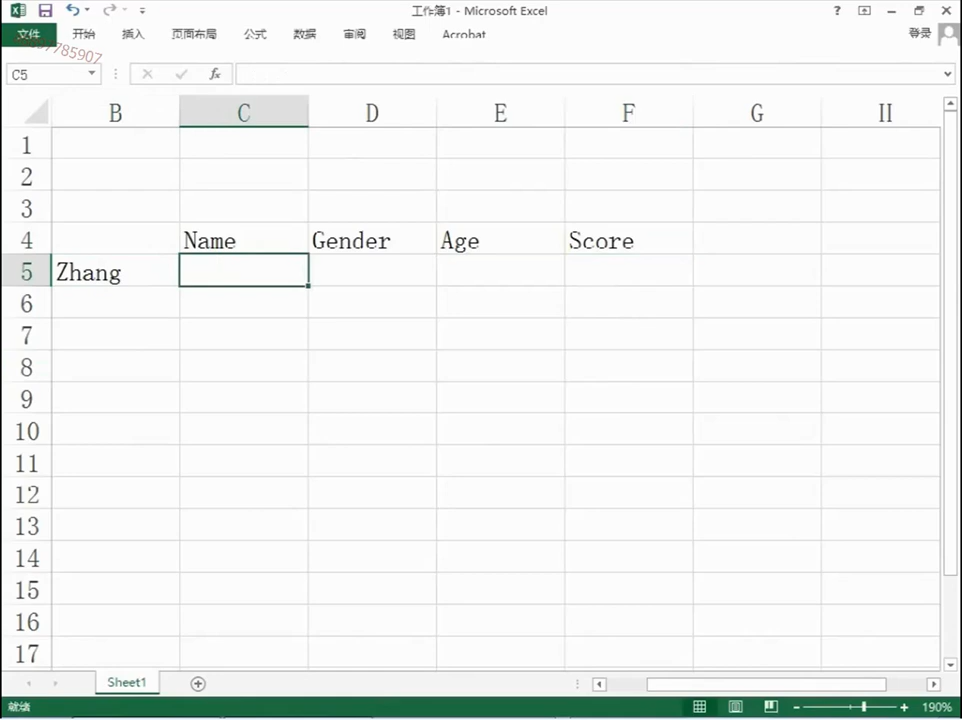 工作簿1 - Microsoft Excel
文件 开始 插入 页面布局 公式 数据 审阅 视图 Acrobat 登录
C5 fx
B C D E F G H
1
2
3
4 Name Gender Age Score
5 Zhang
6
7
8
9
10
11
12
13
14
15
16
17
Sheet1
就绪 190%